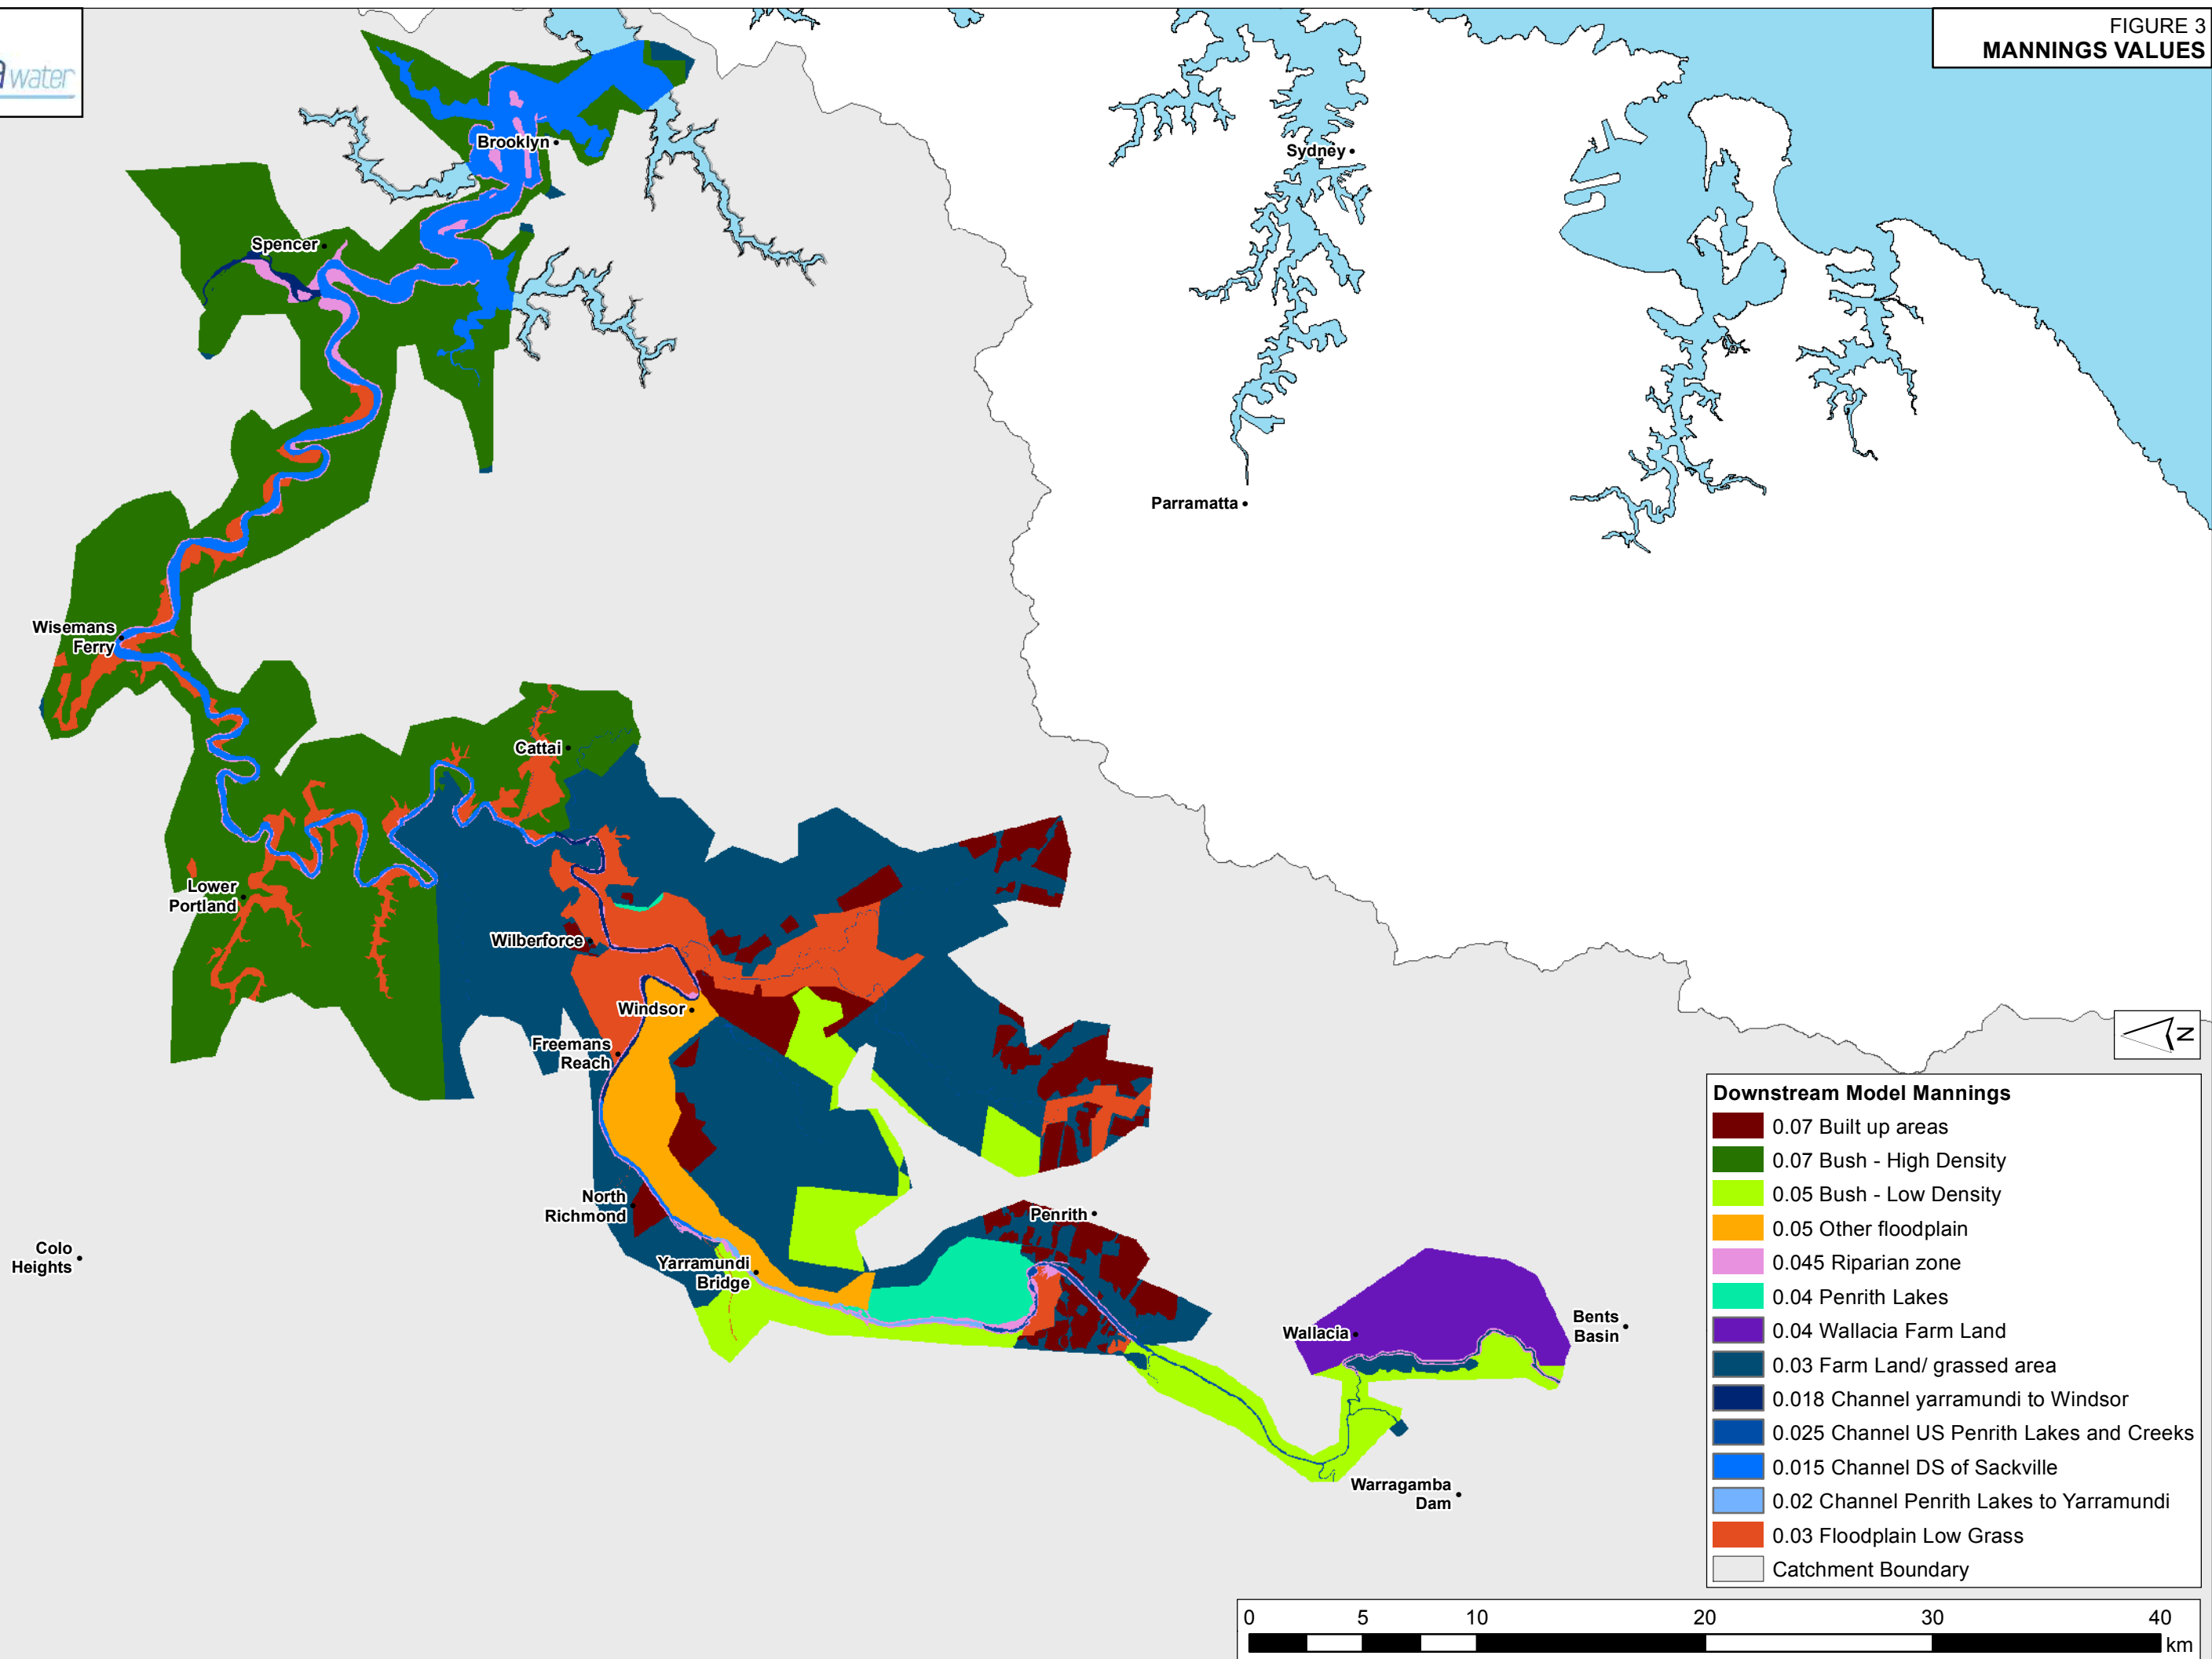 FIGURE 3
MANNINGS VALUES
water
Brooklyn
Sydney
Spencer
Parramatta
Wisemans
Ferry
Cattai
Lower
Portland
Wilberforce
Windsor
Freemans
Reach
North
Richmond
Penrith
Colo
Heights
Yarramundi
Bridge
Wallacia
Bents
Basin
Warragamba
Dam
N
Downstream Model Mannings
0.07 Built up areas
0.07 Bush - High Density
0.05 Bush - Low Density
0.05 Other floodplain
0.045 Riparian zone
0.04 Penrith Lakes
0.04 Wallacia Farm Land
0.03 Farm Land/ grassed area
0.018 Channel yarramundi to Windsor
0.025 Channel US Penrith Lakes and Creeks
0.015 Channel DS of Sackville
0.02 Channel Penrith Lakes to Yarramundi
0.03 Floodplain Low Grass
Catchment Boundary
0 5 10 20 30 40
km